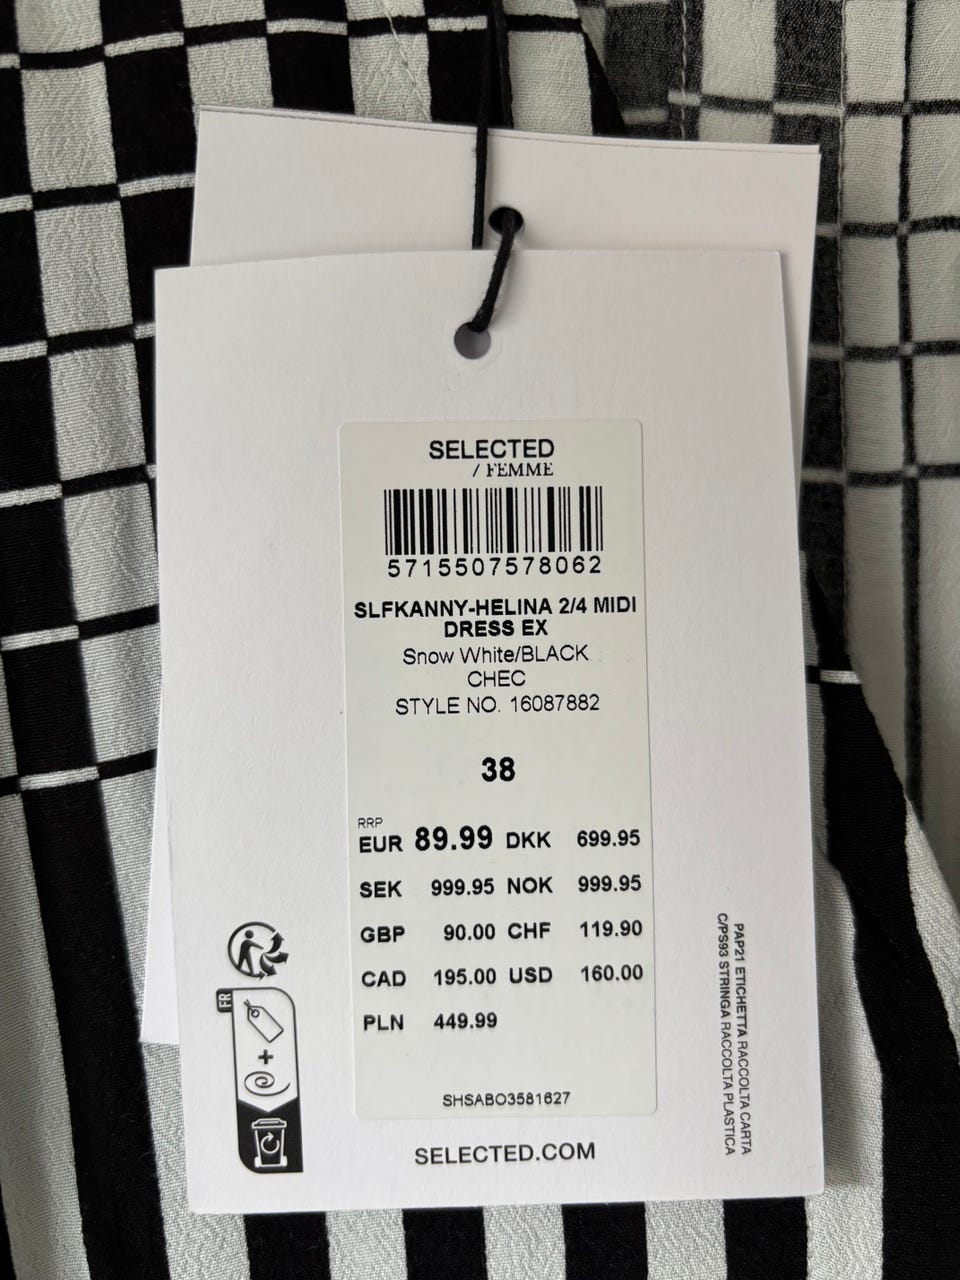 SELECTED
/ FEMME
5715507578062
SLFKANNY-HELINA 2/4 MIDI
DRESS EX
Snow White/BLACK
CHEC
STYLE NO. 16087882
38
RRP
EUR 89.99 DKK 699.95
SEK 999.95 NOK 999.95
GBP 90.00 CHF 119.90
CAD 195.00 USD 160.00
PLN 449.99
SHSABO3581627
SELECTED.COM
FR
+
PAP21 ETICHETTA RACCOLTA CARTA
C/PS93 STRINGA RACCOLTA PLASTICA